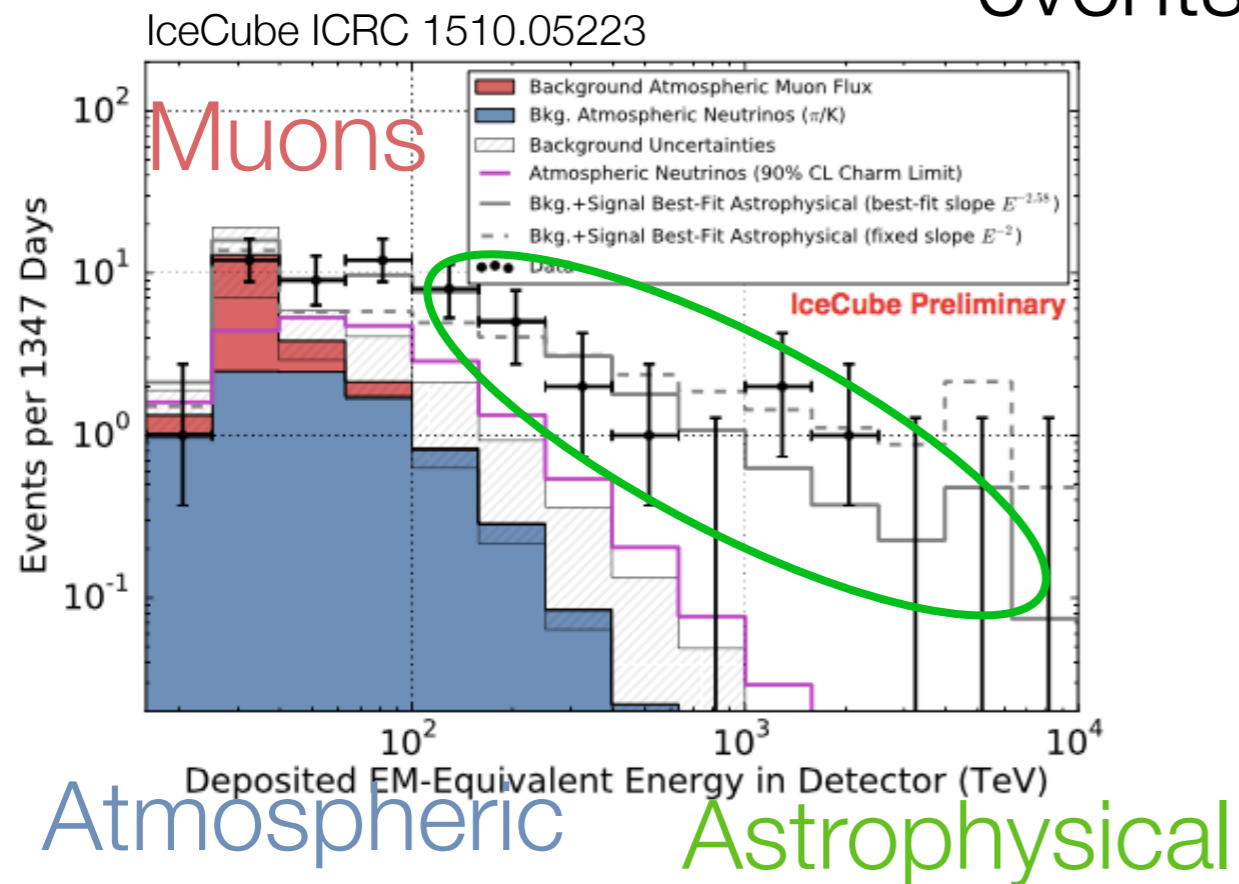 events
IceCube ICRC 1510.05223
Muons
Background Atmospheric Muon Flux
Bkg. Atmospheric Neutrinos (π/K)
Background Uncertainties
Atmospheric Neutrinos (90% CL Charm Limit)
Bkg.+Signal Best-Fit Astrophysical (best-fit slope E^{-2.58})
Bkg.+Signal Best-Fit Astrophysical (fixed slope E^{-2})
Data
IceCube Preliminary
10^2
10^1
10^0
10^{-1}
Events per 1347 Days
10^2 10^3 10^4
Deposited EM-Equivalent Energy in Detector (TeV)
Atmospheric
Astrophysical